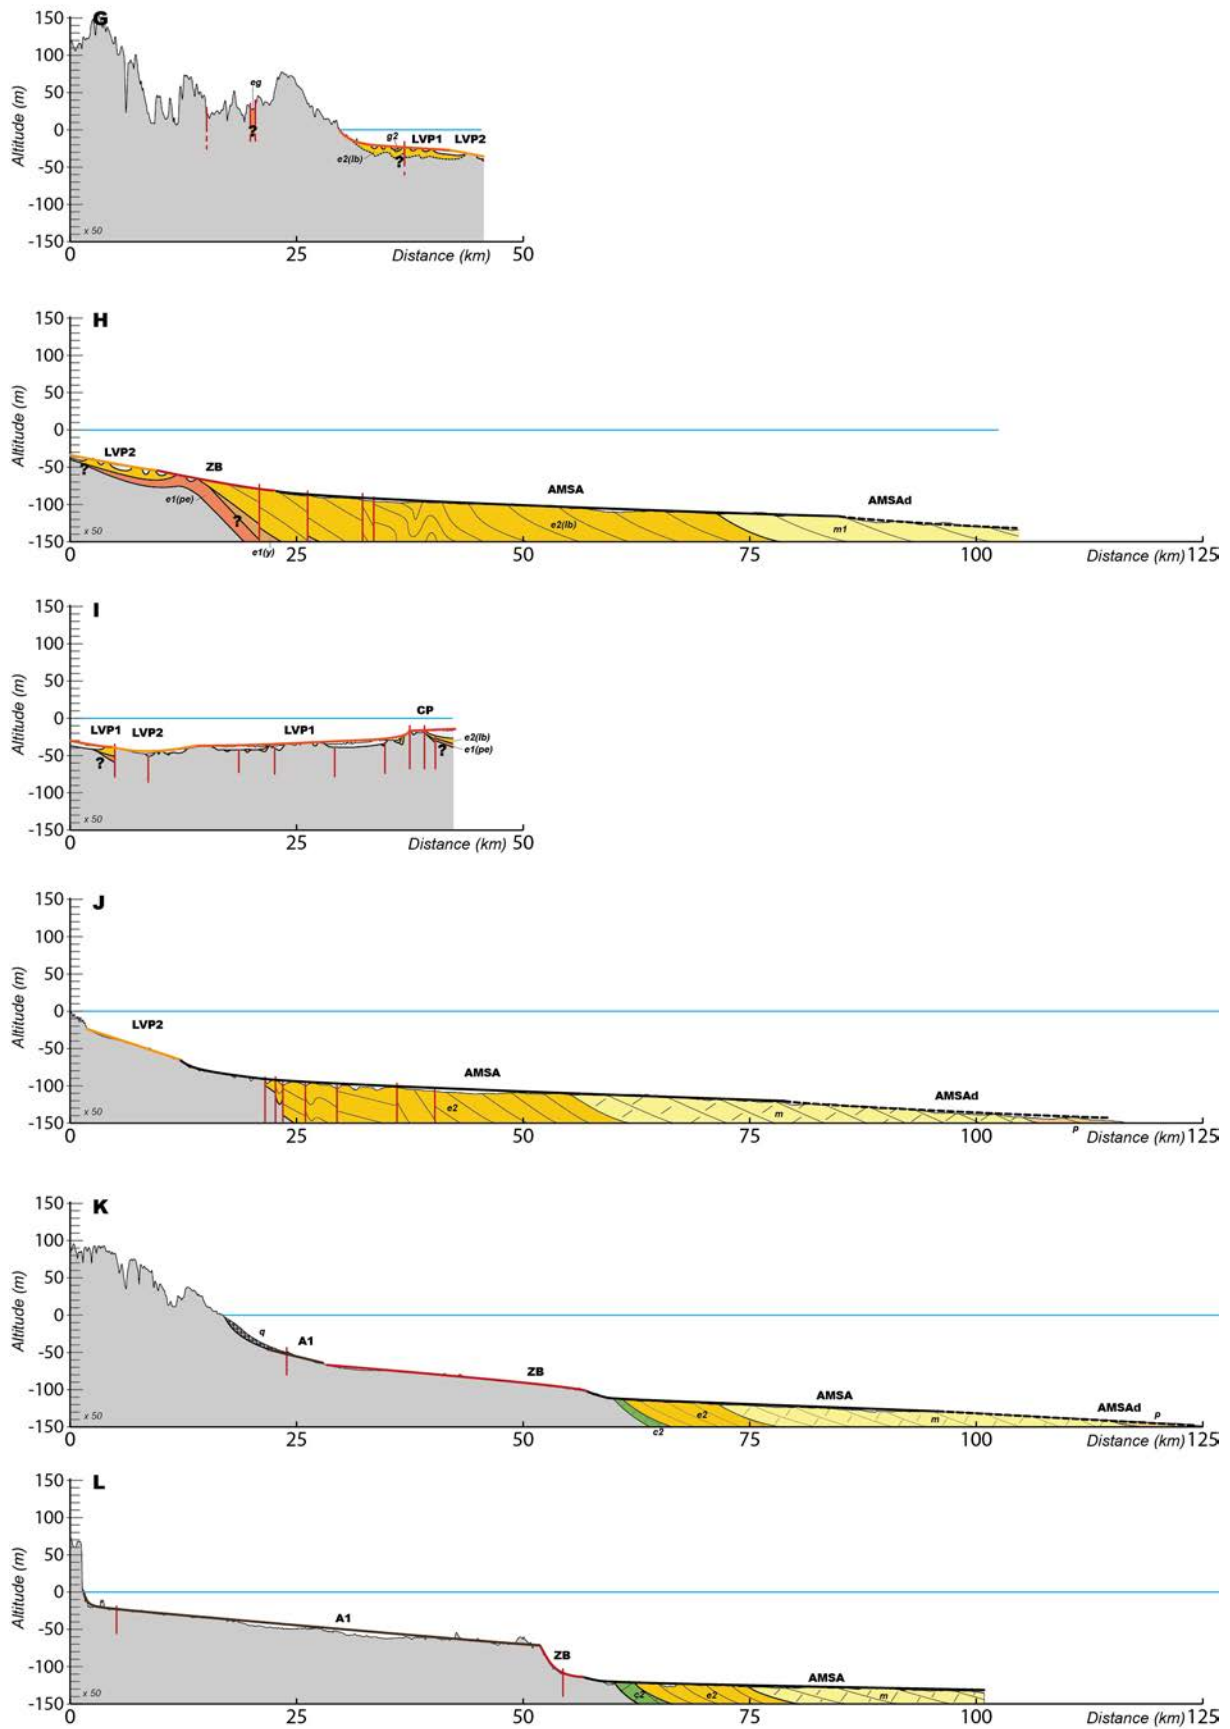 G
Altitude (m)
150
100
50
0
-50
-100
-150
eg
?
g2
LVP1
LVP2
e2(lb)
?
x 50
0
25
Distance (km)
50
H
Altitude (m)
150
100
50
0
-50
-100
-150
LVP2
ZB
?
e1(pe)
?
e1(y)
AMSA
e2(lb)
AMSAd
m1
x 50
0
25
50
75
100
Distance (km)
125
I
Altitude (m)
150
100
50
0
-50
-100
-150
LVP1
LVP2
LVP1
CP
e2(lb)
e1(pe)
?
?
x 50
0
25
Distance (km)
50
J
Altitude (m)
150
100
50
0
-50
-100
-150
LVP2
AMSA
e2
AMSAd
m
p
x 50
0
25
50
75
100
Distance (km)
125
K
Altitude (m)
150
100
50
0
-50
-100
-150
q
A1
ZB
AMSA
AMSAd
p
e2
m
c2
x 50
0
25
50
75
100
Distance (km)
125
L
Altitude (m)
150
100
50
0
-50
-100
-150
A1
ZB
AMSA
c2
e2
m
x 50
0
25
50
75
100
Distance (km)
125